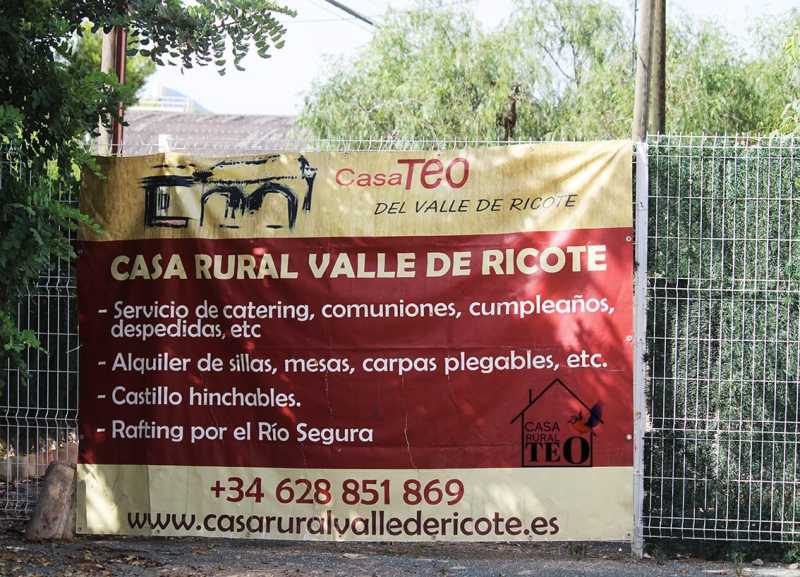 CasaTeo
DEL VALLE DE RICOTE
CASA RURAL VALLE DE RICOTE
- Servicio de catering, comuniones, cumpleaños,
despedidas, etc
- Alquiler de sillas, mesas, carpas plegables, etc.
- Castillo hinchables.
- Rafting por el Río Segura
CASA
RURAL
TEO
+34 628 851 869
www.casaruralvallledericote.es